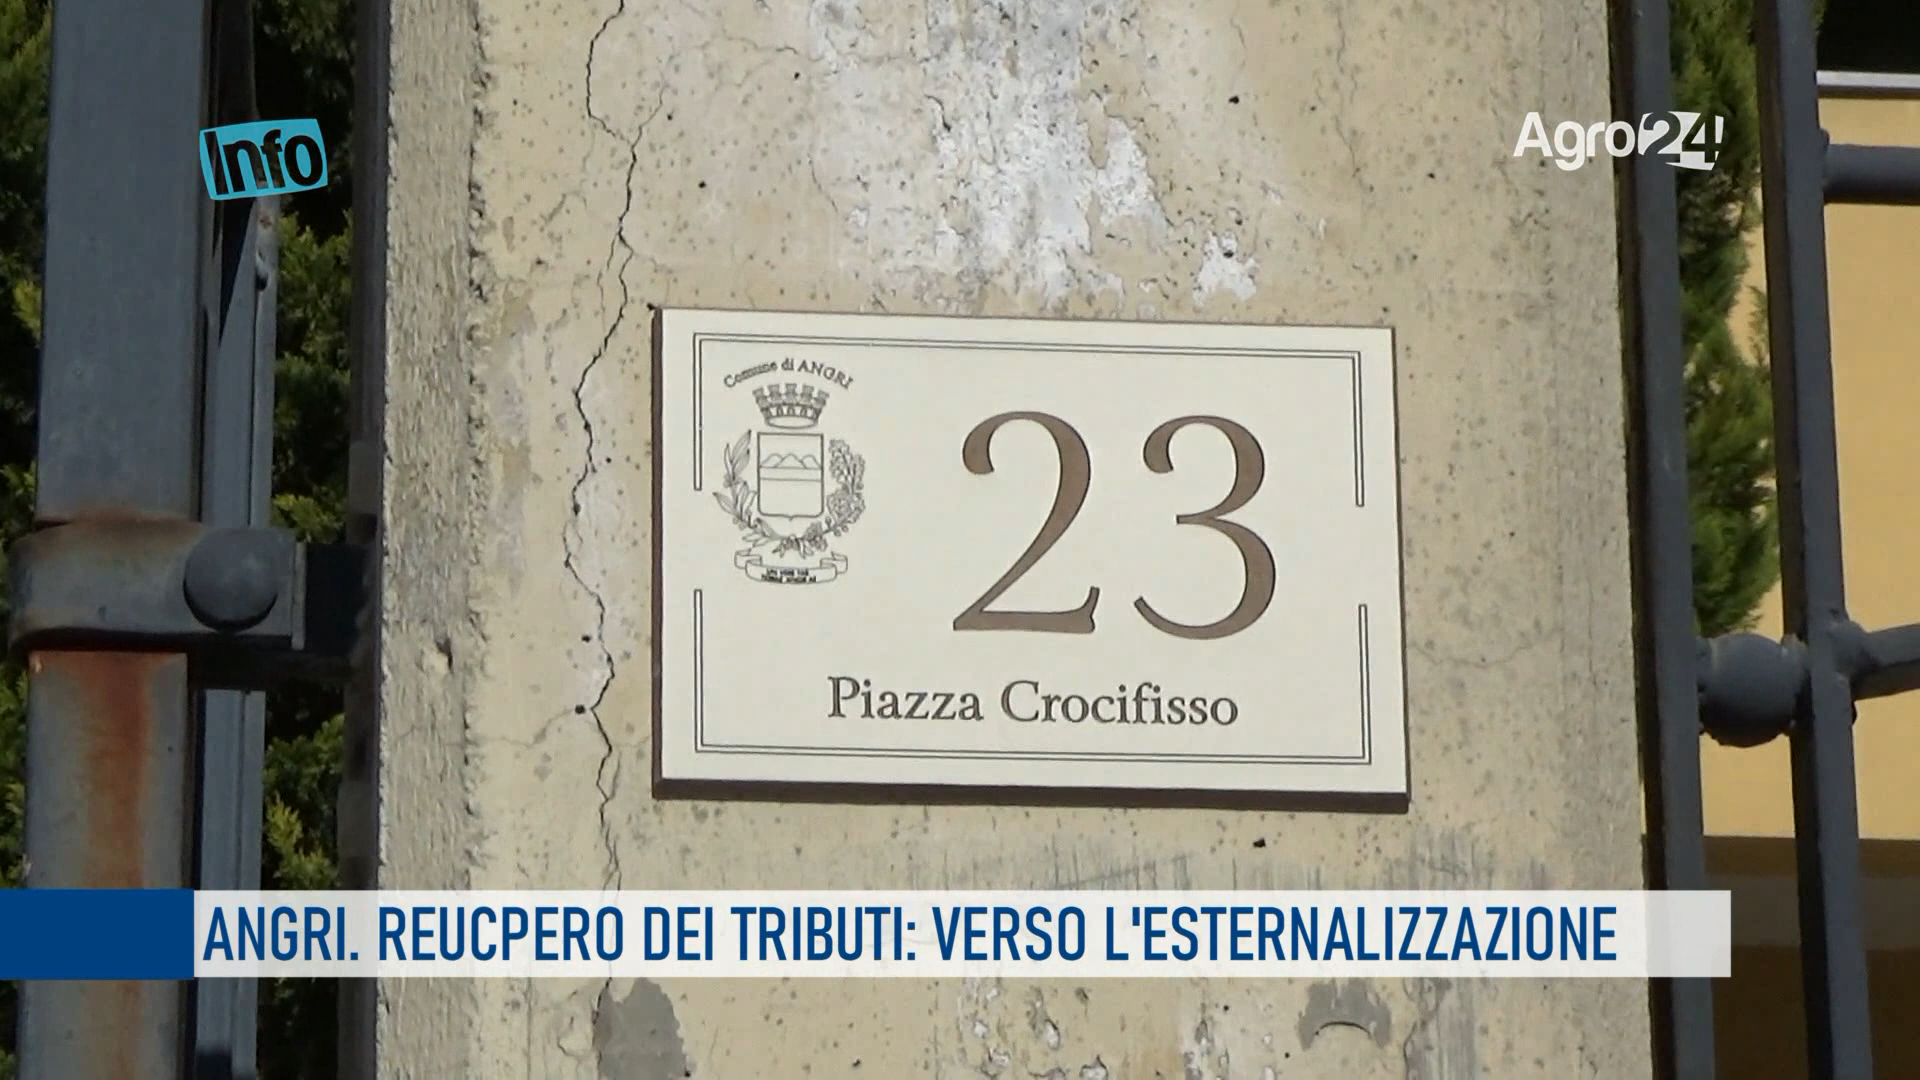 Info
Agro24!
Comune di ANGRI
23
Piazza Crocifisso
ANGRI. REUCPERO DEI TRIBUTI: VERSO L'ESTERNALIZZAZIONE